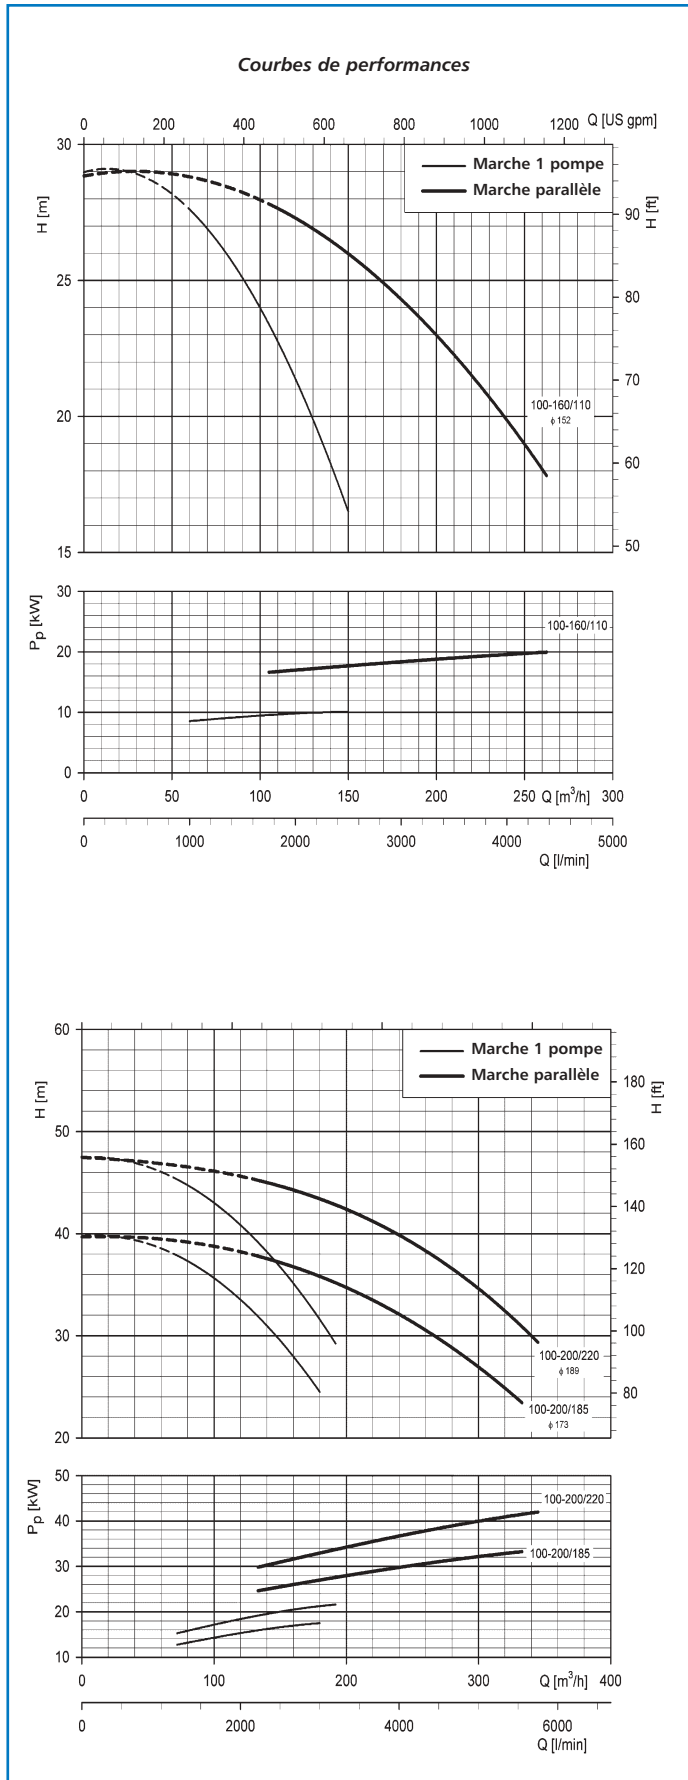 Courbes de performances
0 200 400 600 800 1000 1200 Q [US gpm]
Marche 1 pompe
Marche parallèle
30
25
20
15
H [m]
90
80
70
60
50
H [ft]
100-160/110
ϕ 152
30
20
10
0
Pp [kW]
100-160/110
0 50 100 150 200 250 Q [m³/h] 300
0 1000 2000 3000 4000 5000
Q [l/min]
Marche 1 pompe
Marche parallèle
60
50
40
30
20
H [m]
180
160
140
120
100
80
H [ft]
100-200/220
ϕ 189
100-200/185
ϕ 173
50
40
30
20
10
Pp [kW]
100-200/220
100-200/185
0 100 200 300 Q [m³/h] 400
0 2000 4000 6000
Q [l/min]